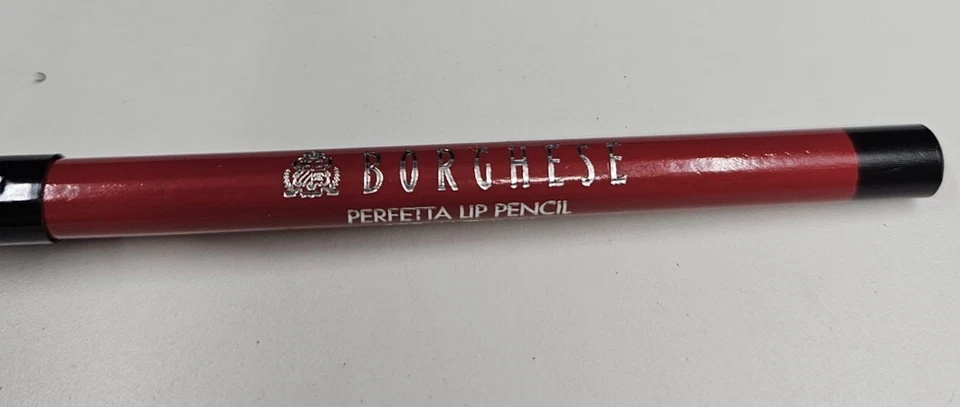 BORGHESE
PERFETTA LIP PENCIL